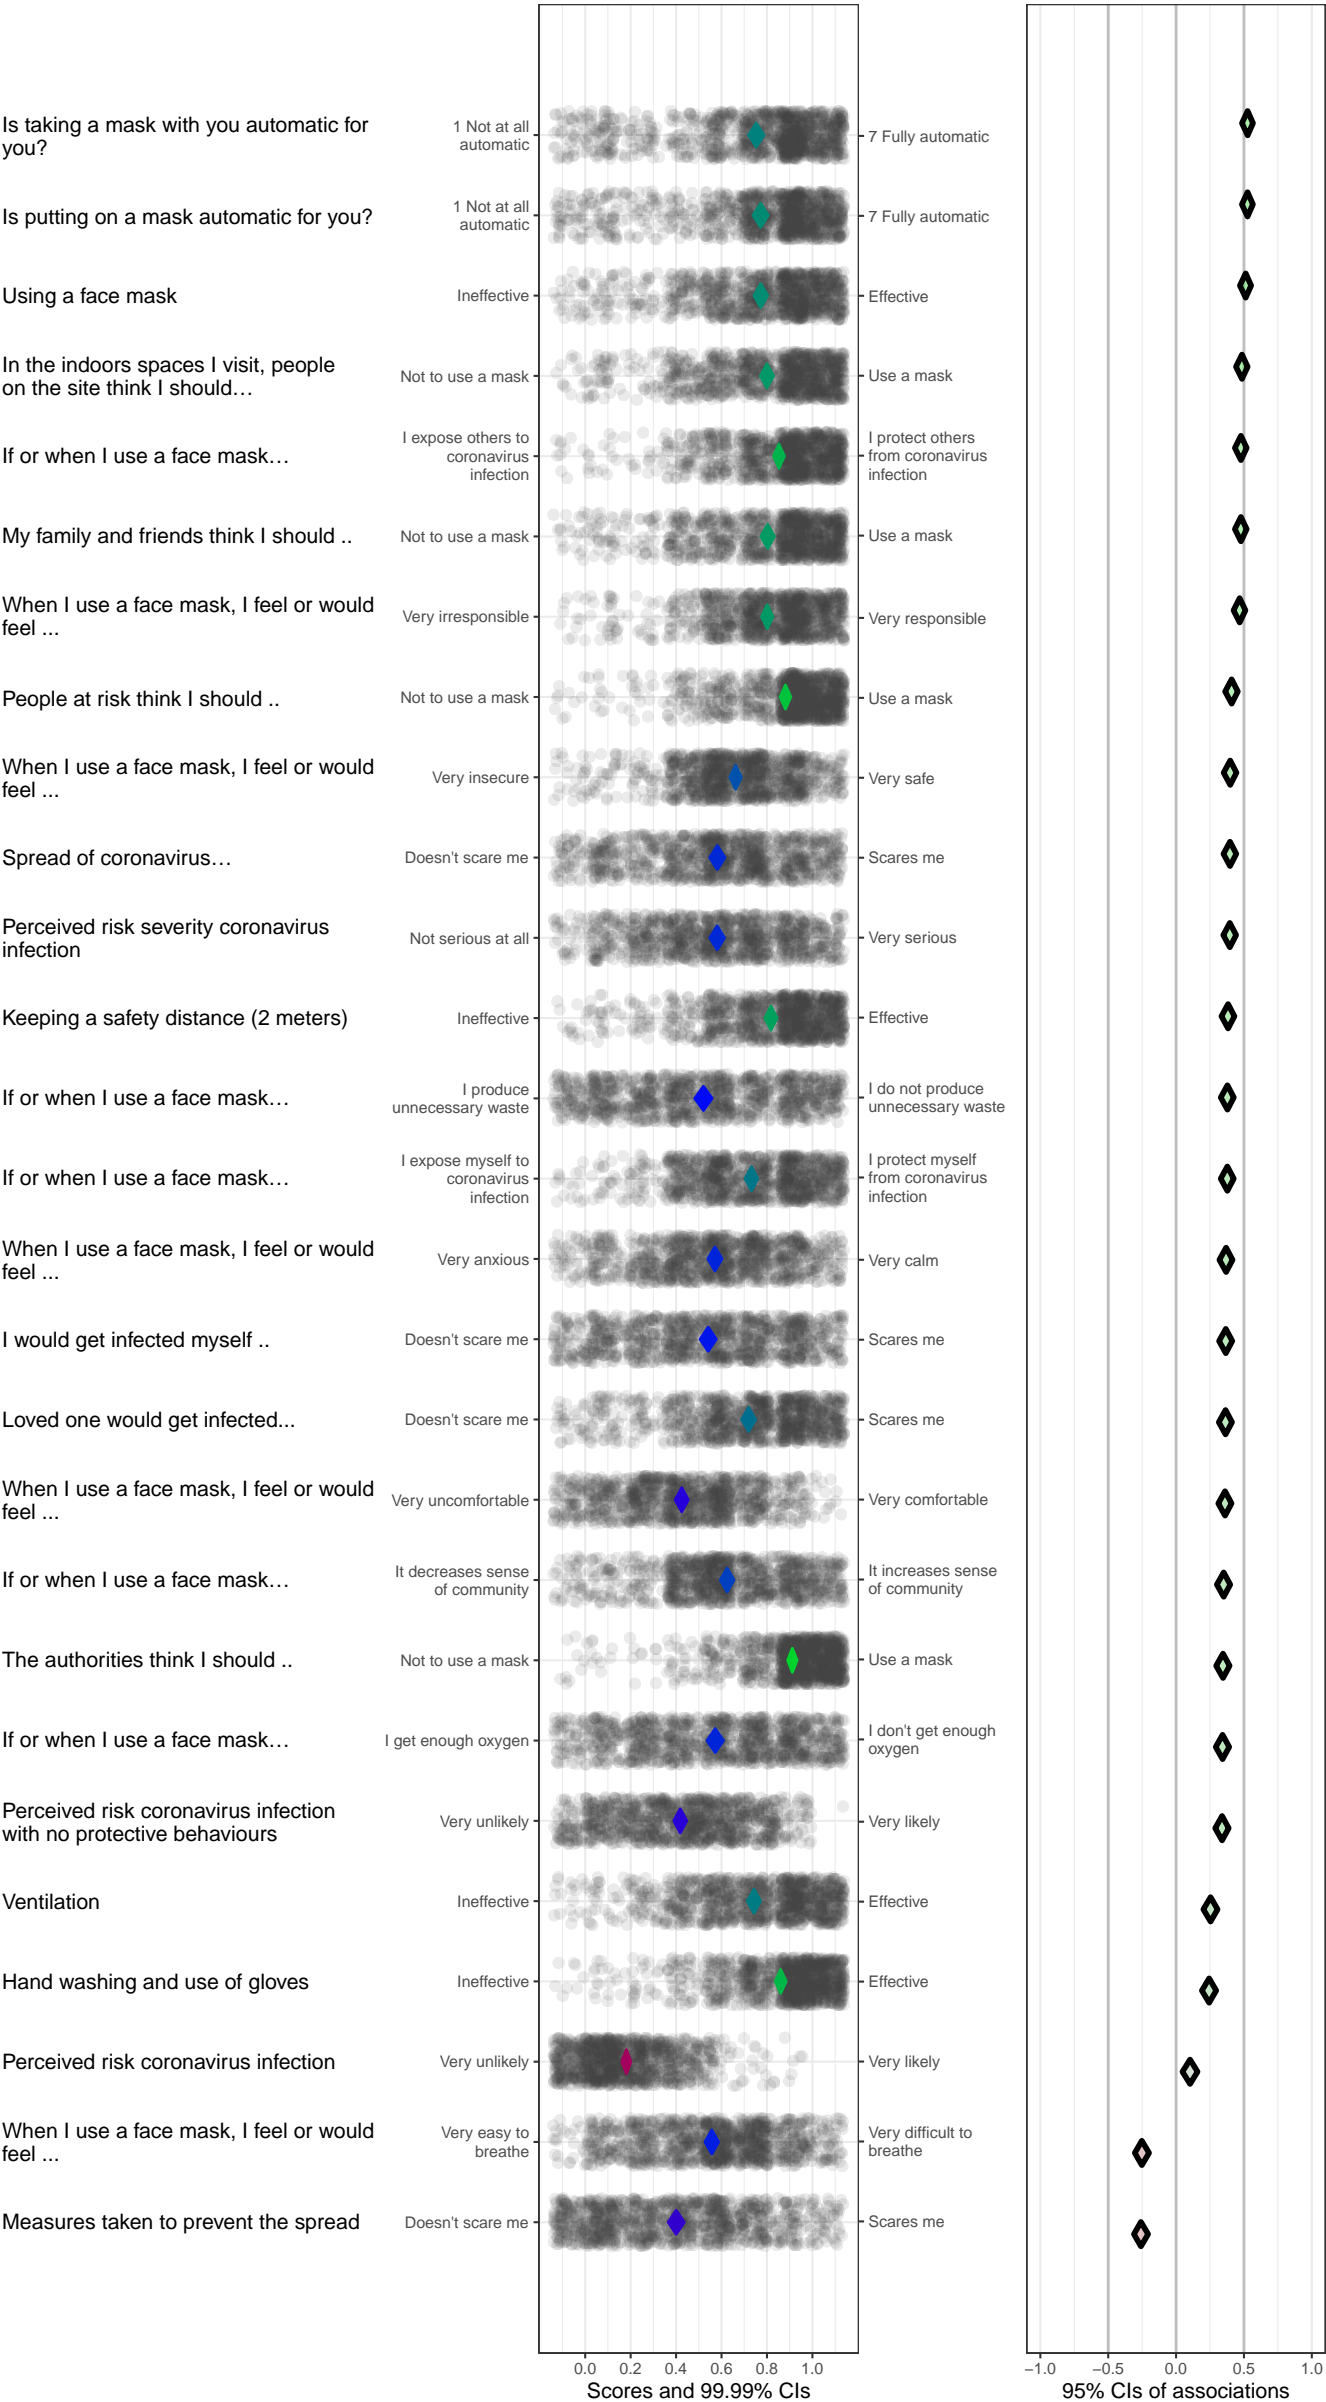 Is taking a mask with you automatic for
you?
1 Not at all
automatic
7 Fully automatic
Is putting on a mask automatic for you?
1 Not at all
automatic
7 Fully automatic
Using a face mask
Ineffective
Effective
In the indoors spaces I visit, people
on the site think I should…
Not to use a mask
Use a mask
If or when I use a face mask…
I expose others to
coronavirus
infection
I protect others
from coronavirus
infection
My family and friends think I should ..
Not to use a mask
Use a mask
When I use a face mask, I feel or would
feel ...
Very irresponsible
Very responsible
People at risk think I should ..
Not to use a mask
Use a mask
When I use a face mask, I feel or would
feel ...
Very insecure
Very safe
Spread of coronavirus…
Doesn't scare me
Scares me
Perceived risk severity coronavirus
infection
Not serious at all
Very serious
Keeping a safety distance (2 meters)
Ineffective
Effective
If or when I use a face mask…
I produce
unnecessary waste
I do not produce
unnecessary waste
If or when I use a face mask…
I expose myself to
coronavirus
infection
I protect myself
from coronavirus
infection
When I use a face mask, I feel or would
feel ...
Very anxious
Very calm
I would get infected myself ..
Doesn't scare me
Scares me
Loved one would get infected...
Doesn't scare me
Scares me
When I use a face mask, I feel or would
feel ...
Very uncomfortable
Very comfortable
If or when I use a face mask…
It decreases sense
of community
It increases sense
of community
The authorities think I should ..
Not to use a mask
Use a mask
If or when I use a face mask…
I get enough oxygen
I don't get enough
oxygen
Perceived risk coronavirus infection
with no protective behaviours
Very unlikely
Very likely
Ventilation
Ineffective
Effective
Hand washing and use of gloves
Ineffective
Effective
Perceived risk coronavirus infection
Very unlikely
Very likely
When I use a face mask, I feel or would
feel ...
Very easy to
breathe
Very difficult to
breathe
Measures taken to prevent the spread
Doesn't scare me
Scares me
0.0 0.2 0.4 0.6 0.8 1.0
Scores and 99.99% CIs
−1.0 −0.5 0.0 0.5 1.0
95% CIs of associations